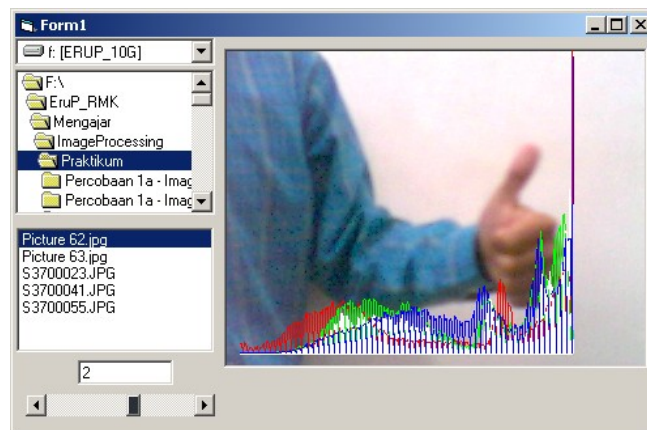 Form1
f: [ERUP_10G]
F:\
EruP_RMK
Mengajar
ImageProcessing
Praktikum
Percobaan 1a - Imag
Percobaan 1a - Imag
Picture 62.jpg
Picture 63.jpg
S3700023.JPG
S3700041.JPG
S3700055.JPG
2